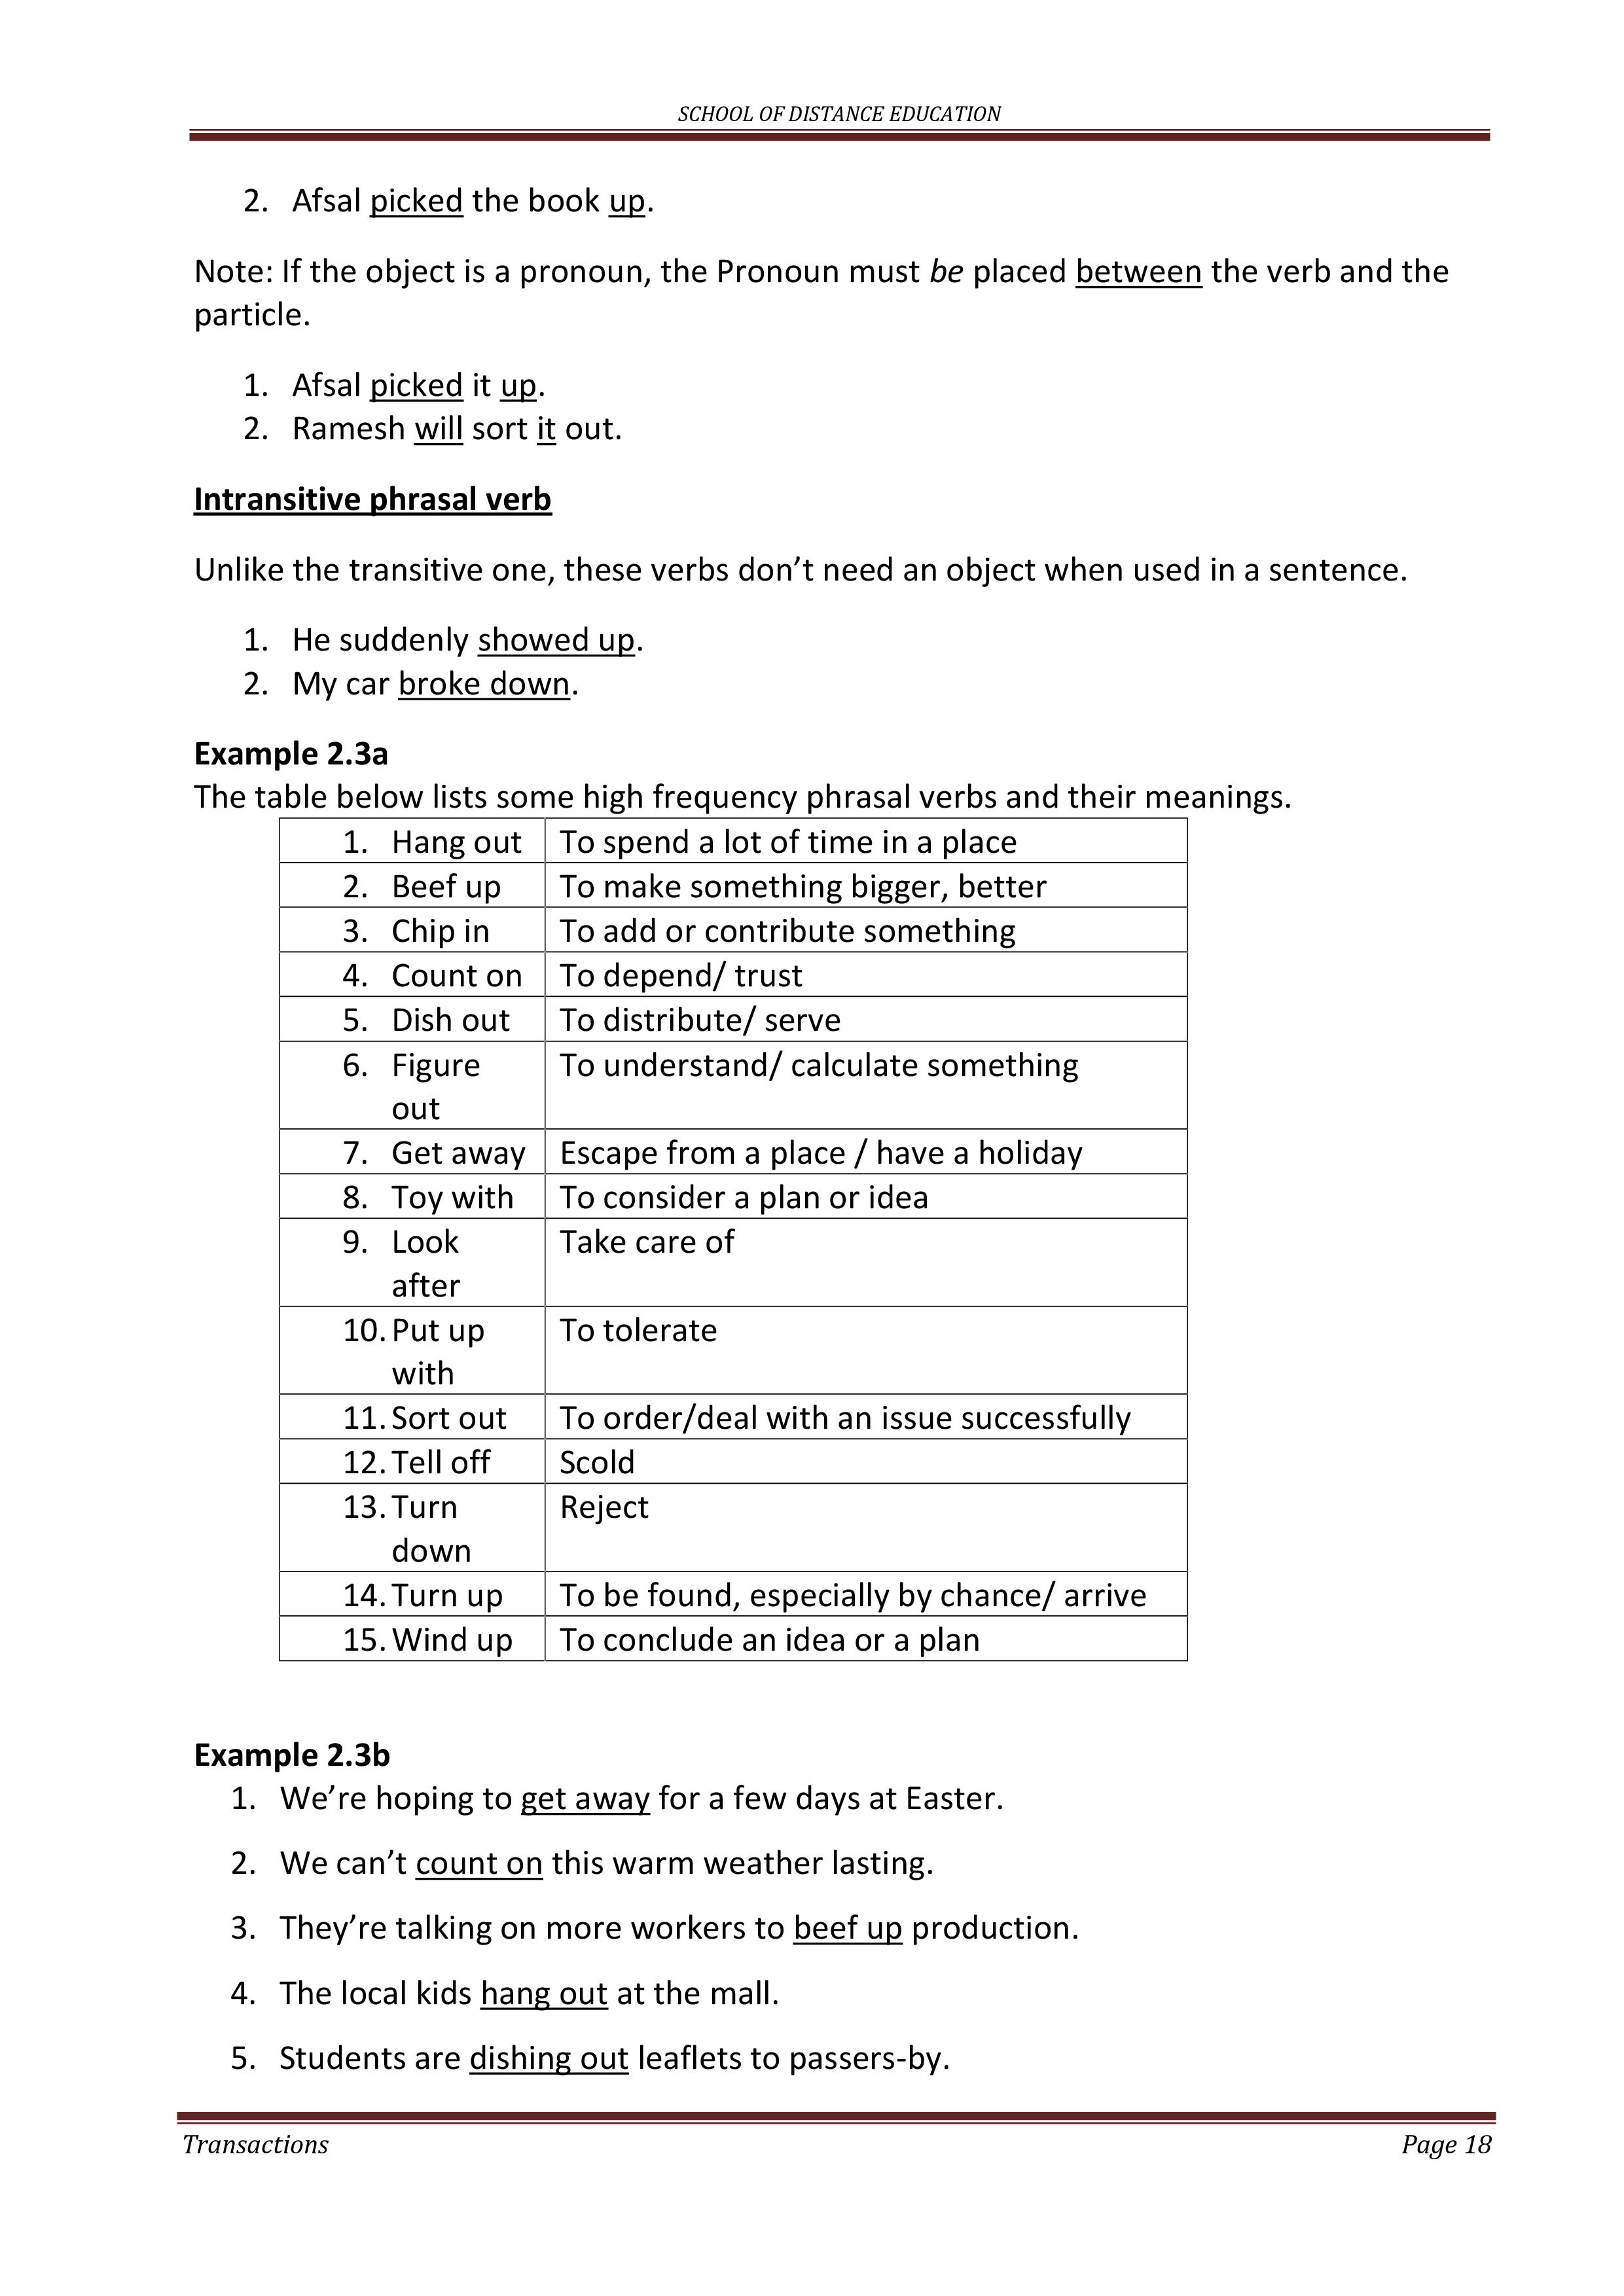 SCHOOL OF DISTANCE EDUCATION
2. Afsal picked the book up.
Note: If the object is a pronoun, the Pronoun must be placed between the verb and the
particle.
1. Afsal picked it up.
2. Ramesh will sort it out.
Intransitive phrasal verb
Unlike the transitive one, these verbs don’t need an object when used in a sentence.
1. He suddenly showed up.
2. My car broke down.
Example 2.3a
The table below lists some high frequency phrasal verbs and their meanings.
1. Hang out To spend a lot of time in a place
2. Beef up To make something bigger, better
3. Chip in To add or contribute something
4. Count on To depend/ trust
5. Dish out To distribute/ serve
6. Figure To understand/ calculate something
out
7. Get away Escape from a place / have a holiday
8. Toy with To consider a plan or idea
9. Look Take care of
after
10. Put up To tolerate
with
11. Sort out To order/deal with an issue successfully
12. Tell off Scold
13. Turn Reject
down
14. Turn up To be found, especially by chance/ arrive
15. Wind up To conclude an idea or a plan
Example 2.3b
1. We’re hoping to get away for a few days at Easter.
2. We can’t count on this warm weather lasting.
3. They’re talking on more workers to beef up production.
4. The local kids hang out at the mall.
5. Students are dishing out leaflets to passers-by.
Transactions Page 18